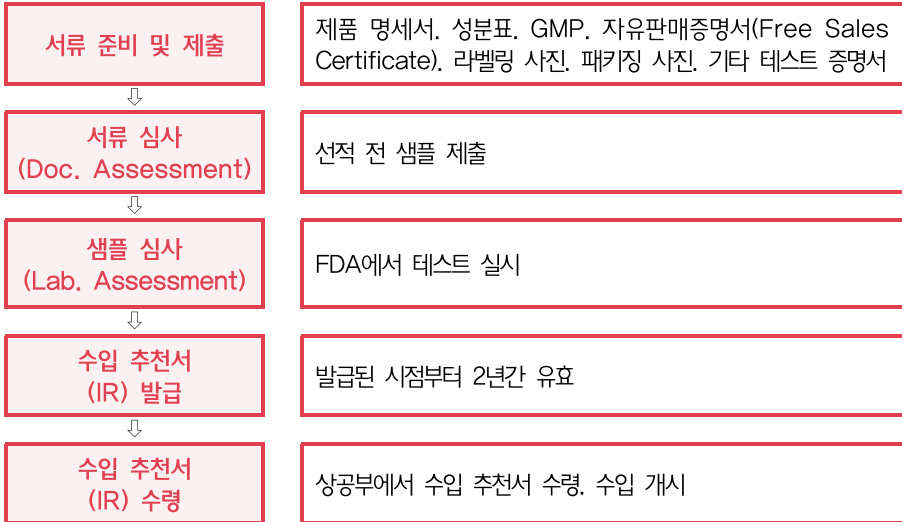 서류 준비 및 제출
제품 명세서. 성분표. GMP. 자유판매증명서(Free Sales
Certificate). 라벨링 사진. 패키징 사진. 기타 테스트 증명서
서류 심사
(Doc. Assessment)
선적 전 샘플 제출
샘플 심사
(Lab. Assessment)
FDA에서 테스트 실시
수입 추천서
(IR) 발급
발급된 시점부터 2년간 유효
수입 추천서
(IR) 수령
상공부에서 수입 추천서 수령. 수입 개시